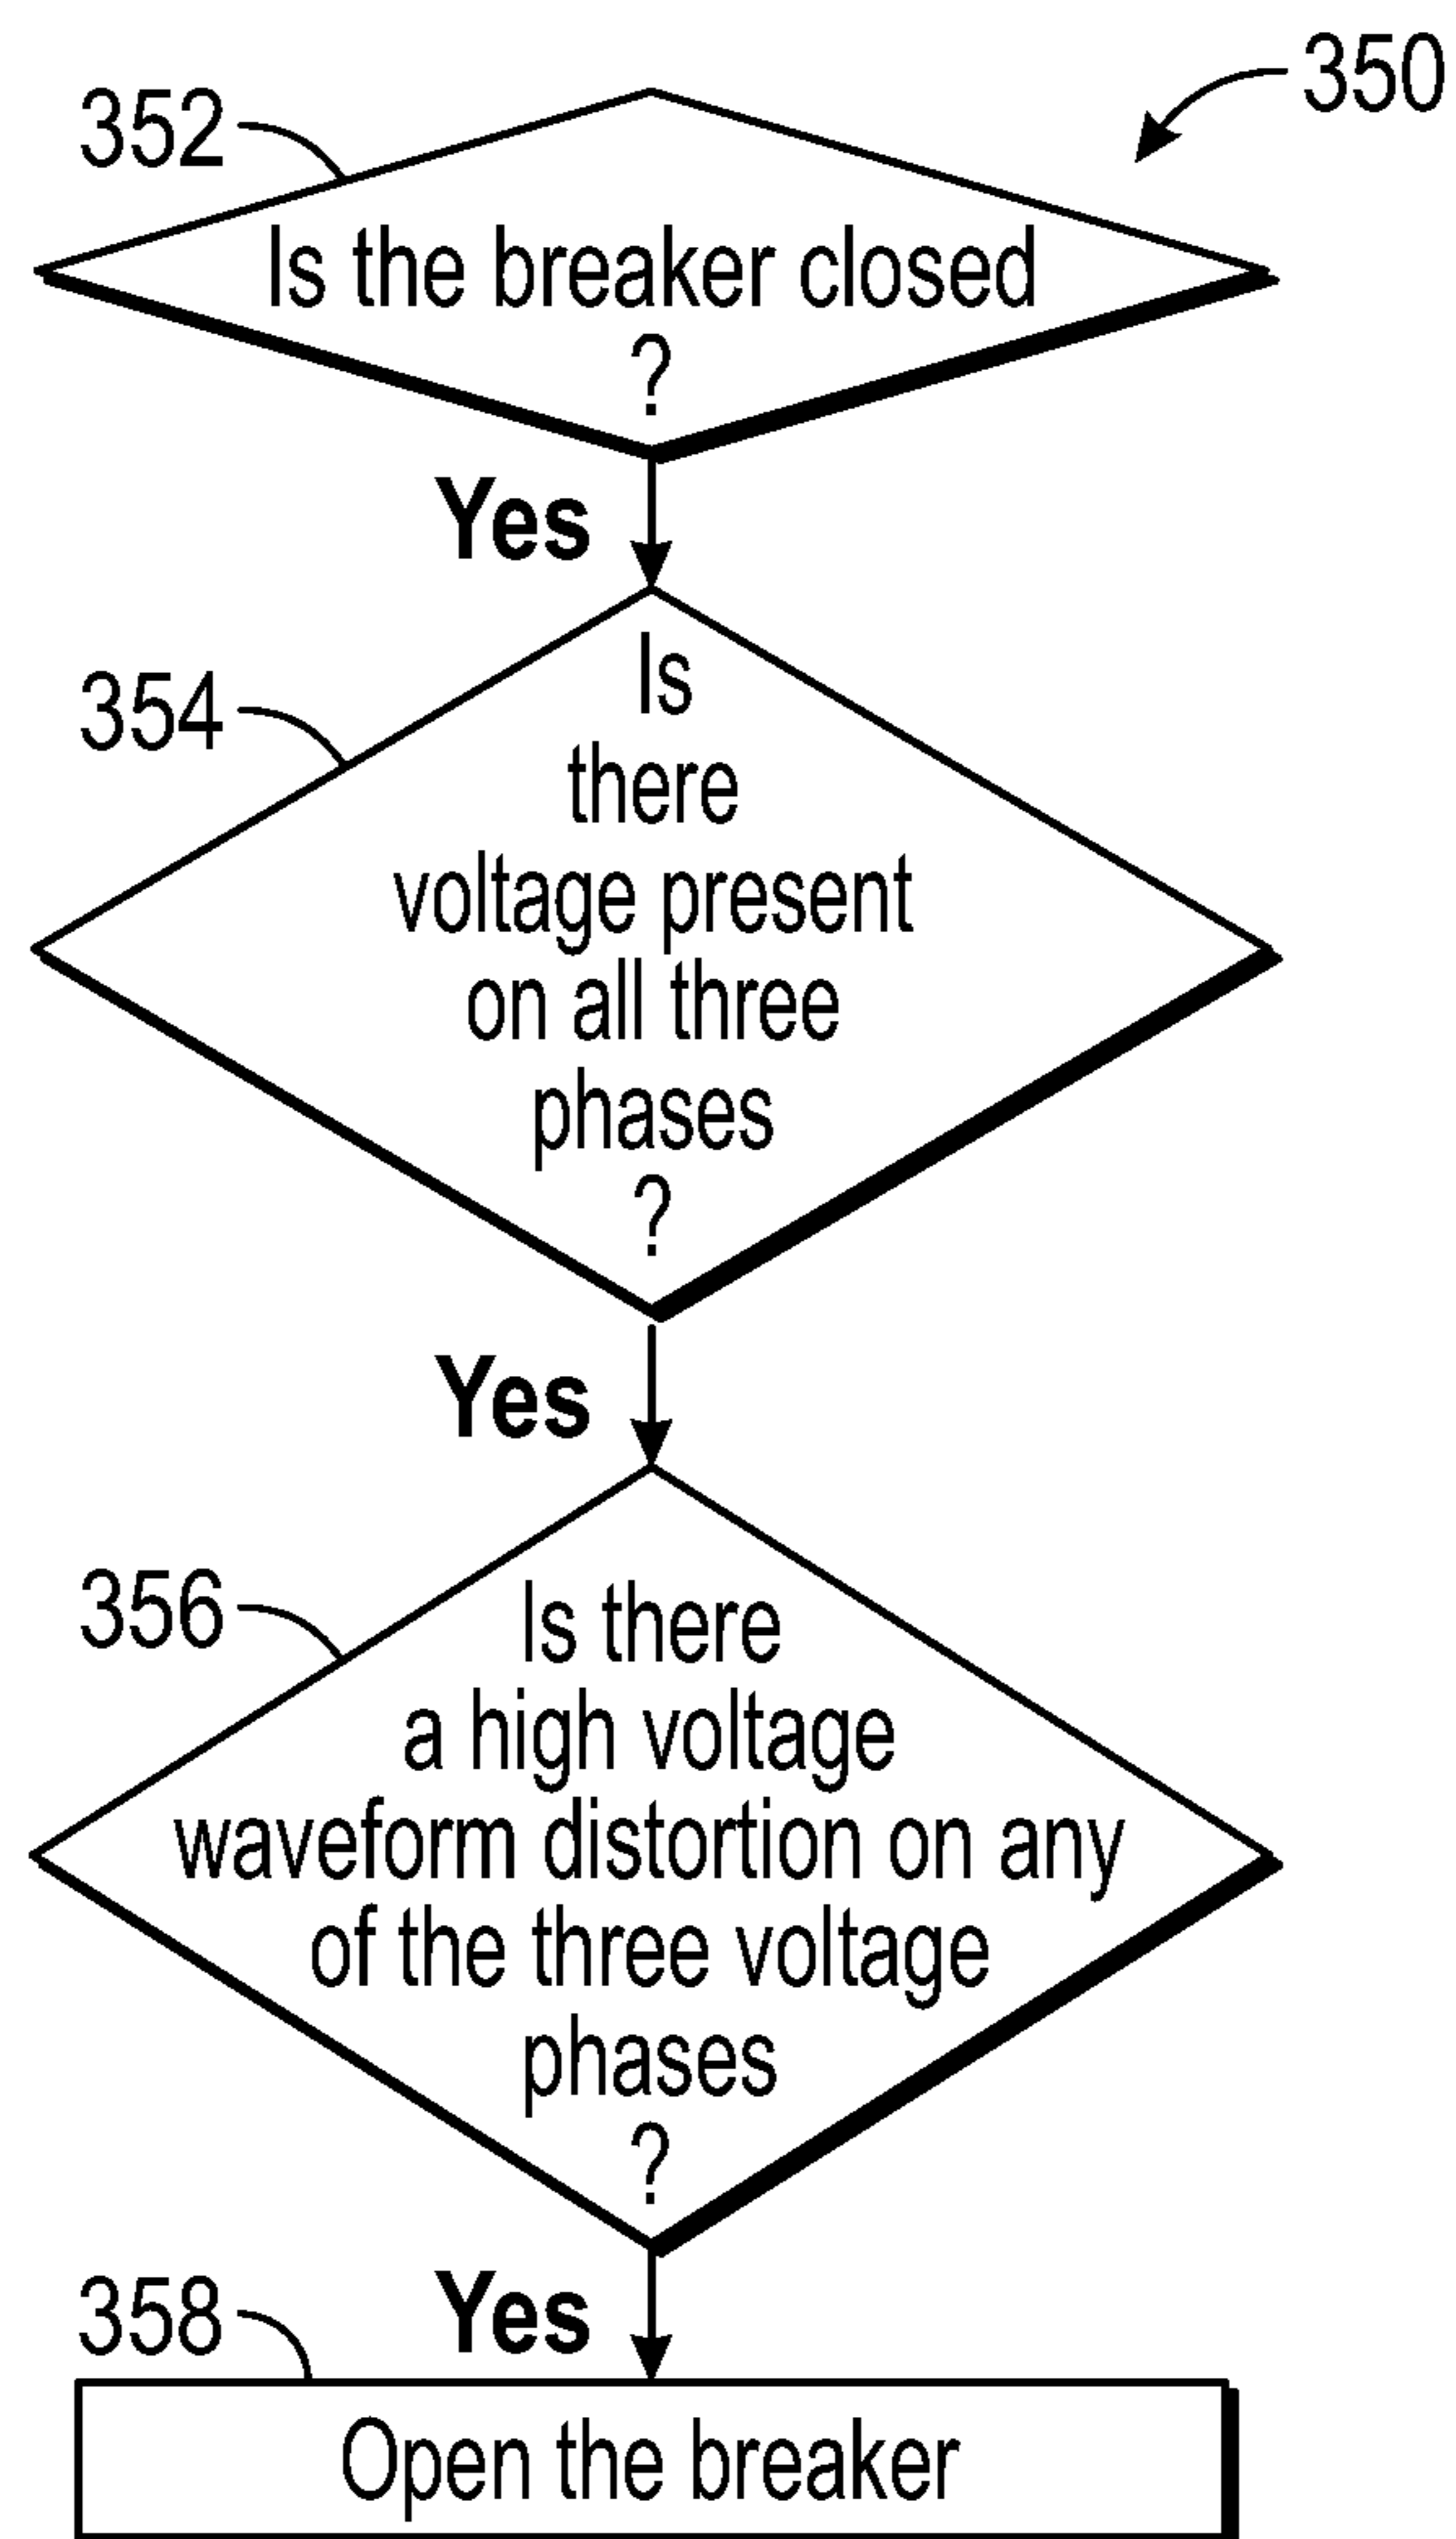 350
352
Is the breaker closed
?
Yes
354
Is
there
voltage present
on all three
phases
?
Yes
356
Is there
a high voltage
waveform distortion on any
of the three voltage
phases
?
Yes
358
Open the breaker